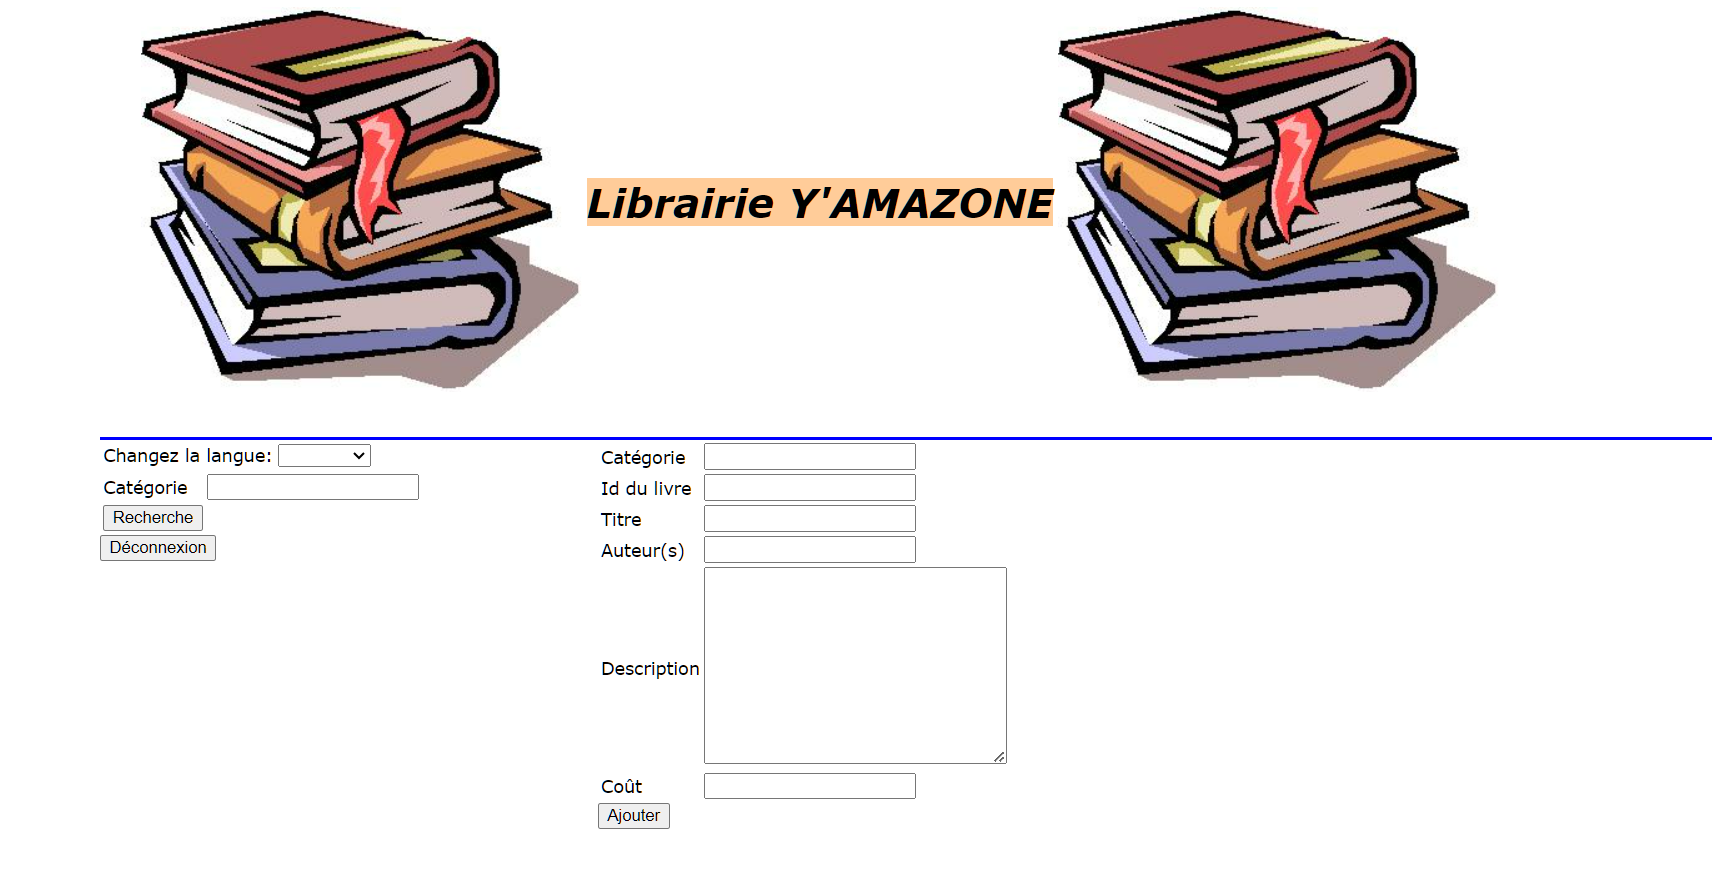 Librairie Y'AMAZONE
Changez la langue:
Catégorie
Recherche
Déconnexion
Catégorie
Id du livre
Titre
Auteur(s)
Description
Coût
Ajouter